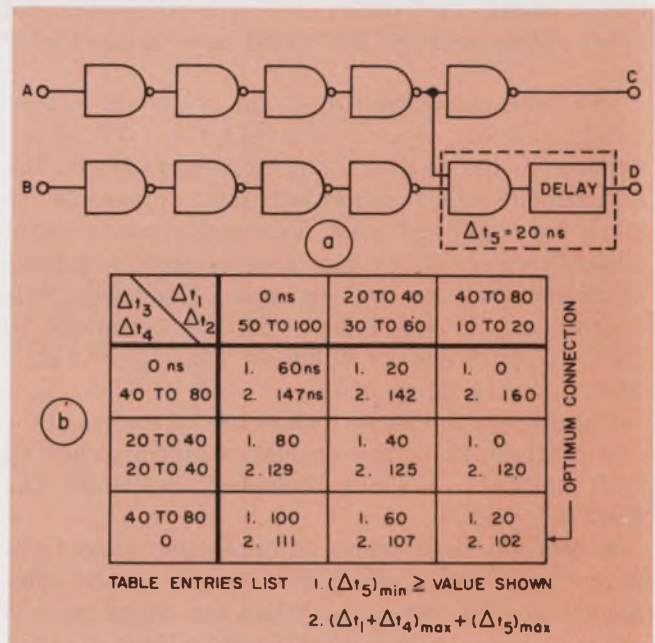 A
C
B
DELAY
D
Δt5 = 20 ns
a
b
Δt1
Δt2
Δt3
Δt4
0 ns
50 TO 100
20 TO 40
30 TO 60
40 TO 80
10 TO 20
0 ns
40 TO 80
1. 60ns
2. 147ns
1. 20
2. 142
1. 0
2. 160
20 TO 40
20 TO 40
1. 80
2. 129
1. 40
2. 125
1. 0
2. 120
40 TO 80
0
1. 100
2. 111
1. 60
2. 107
1. 20
2. 102
OPTIMUM CONNECTION
TABLE ENTRIES LIST 1. (Δt5)min ≥ VALUE SHOWN
2. (Δt1+Δt4)max + (Δt5)max